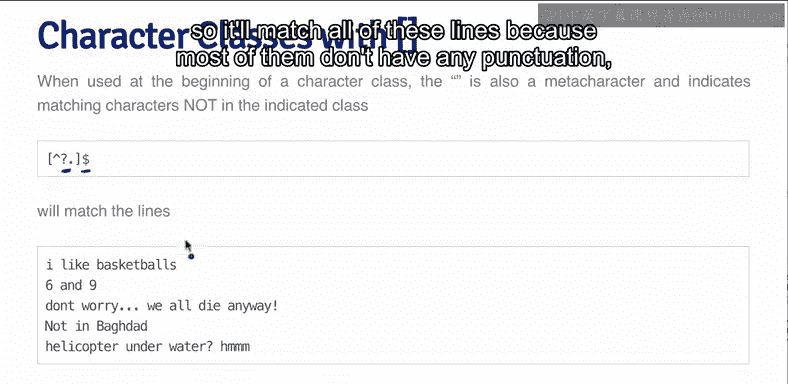 Character Classes with []
so it'll match all of these lines because
most of them don't have any punctuation,
When used at the beginning of a character class, the “” is also a metacharacter and indicates
matching characters NOT in the indicated class
[^?.]$
will match the lines
i like basketballs
6 and 9
dont worry... we all die anyway!
Not in Baghdad
helicopter under water? hmmm